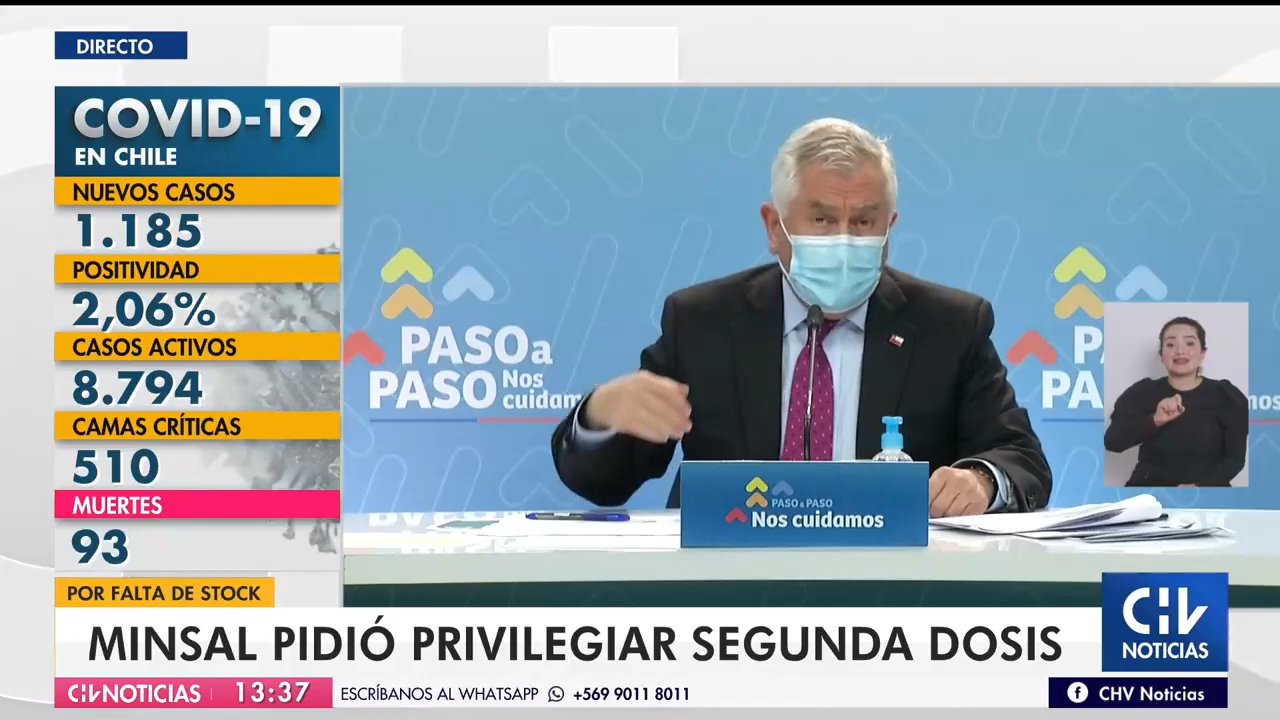 DIRECTO
COVID-19
EN CHILE
NUEVOS CASOS
1.185
POSITIVIDAD
2,06%
CASOS ACTIVOS
8.794
CAMAS CRÍTICAS
510
MUERTES
93
PASO a
PASO Nos
cuidam
PASO A PASO
Nos cuidamos
POR FALTA DE STOCK
MINSAL PIDIÓ PRIVILEGIAR SEGUNDA DOSIS
CHV
NOTICIAS
CHV NOTICIAS 13:37 ESCRÍBANOS AL WHATSAPP +569 9011 8011
f CHV Noticias